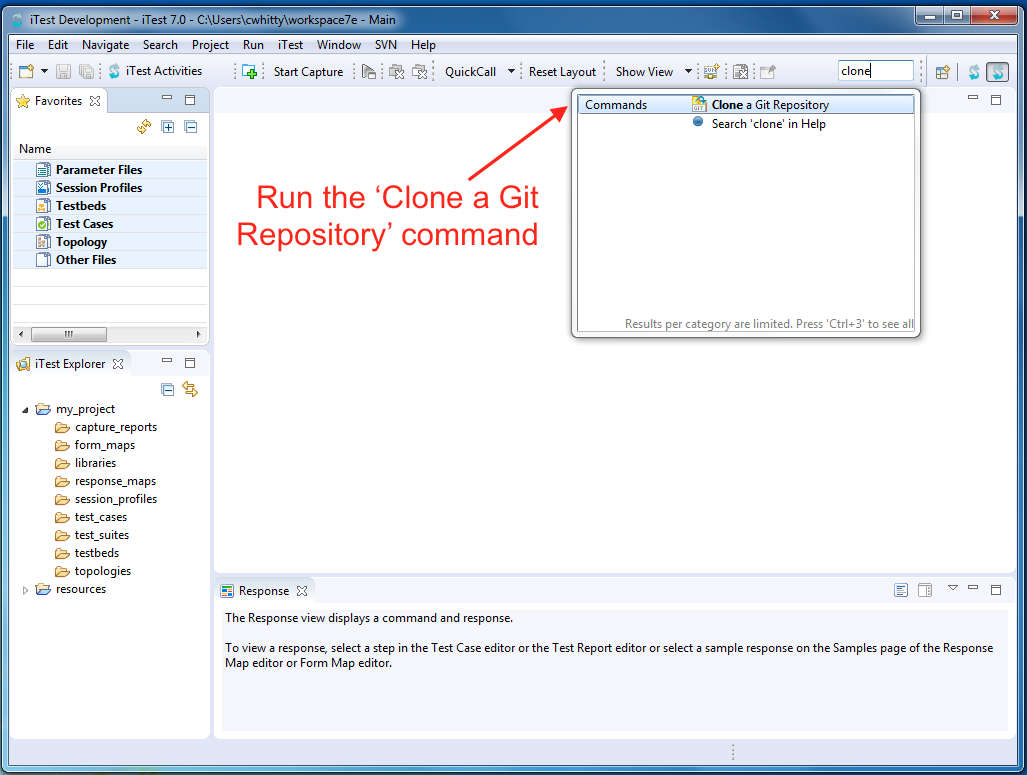 iTest Development - iTest 7.0 - C:\Users\cwhitty\workspace7e - Main
File Edit Navigate Search Project Run iTest Window SVN Help
iTest Activities Start Capture QuickCall Reset Layout Show View clone
Favorites
Name
Parameter Files
Session Profiles
Testbeds
Test Cases
Topology
Other Files
Commands Clone a Git Repository
Search 'clone' in Help
Results per category are limited. Press 'Ctrl+3' to see all
Run the ‘Clone a Git
Repository’ command
iTest Explorer
my_project
capture_reports
form_maps
libraries
response_maps
session_profiles
test_cases
test_suites
testbeds
topologies
resources
Response
The Response view displays a command and response.
To view a response, select a step in the Test Case editor or the Test Report editor or select a sample response on the Samples page of the Response
Map editor or Form Map editor.